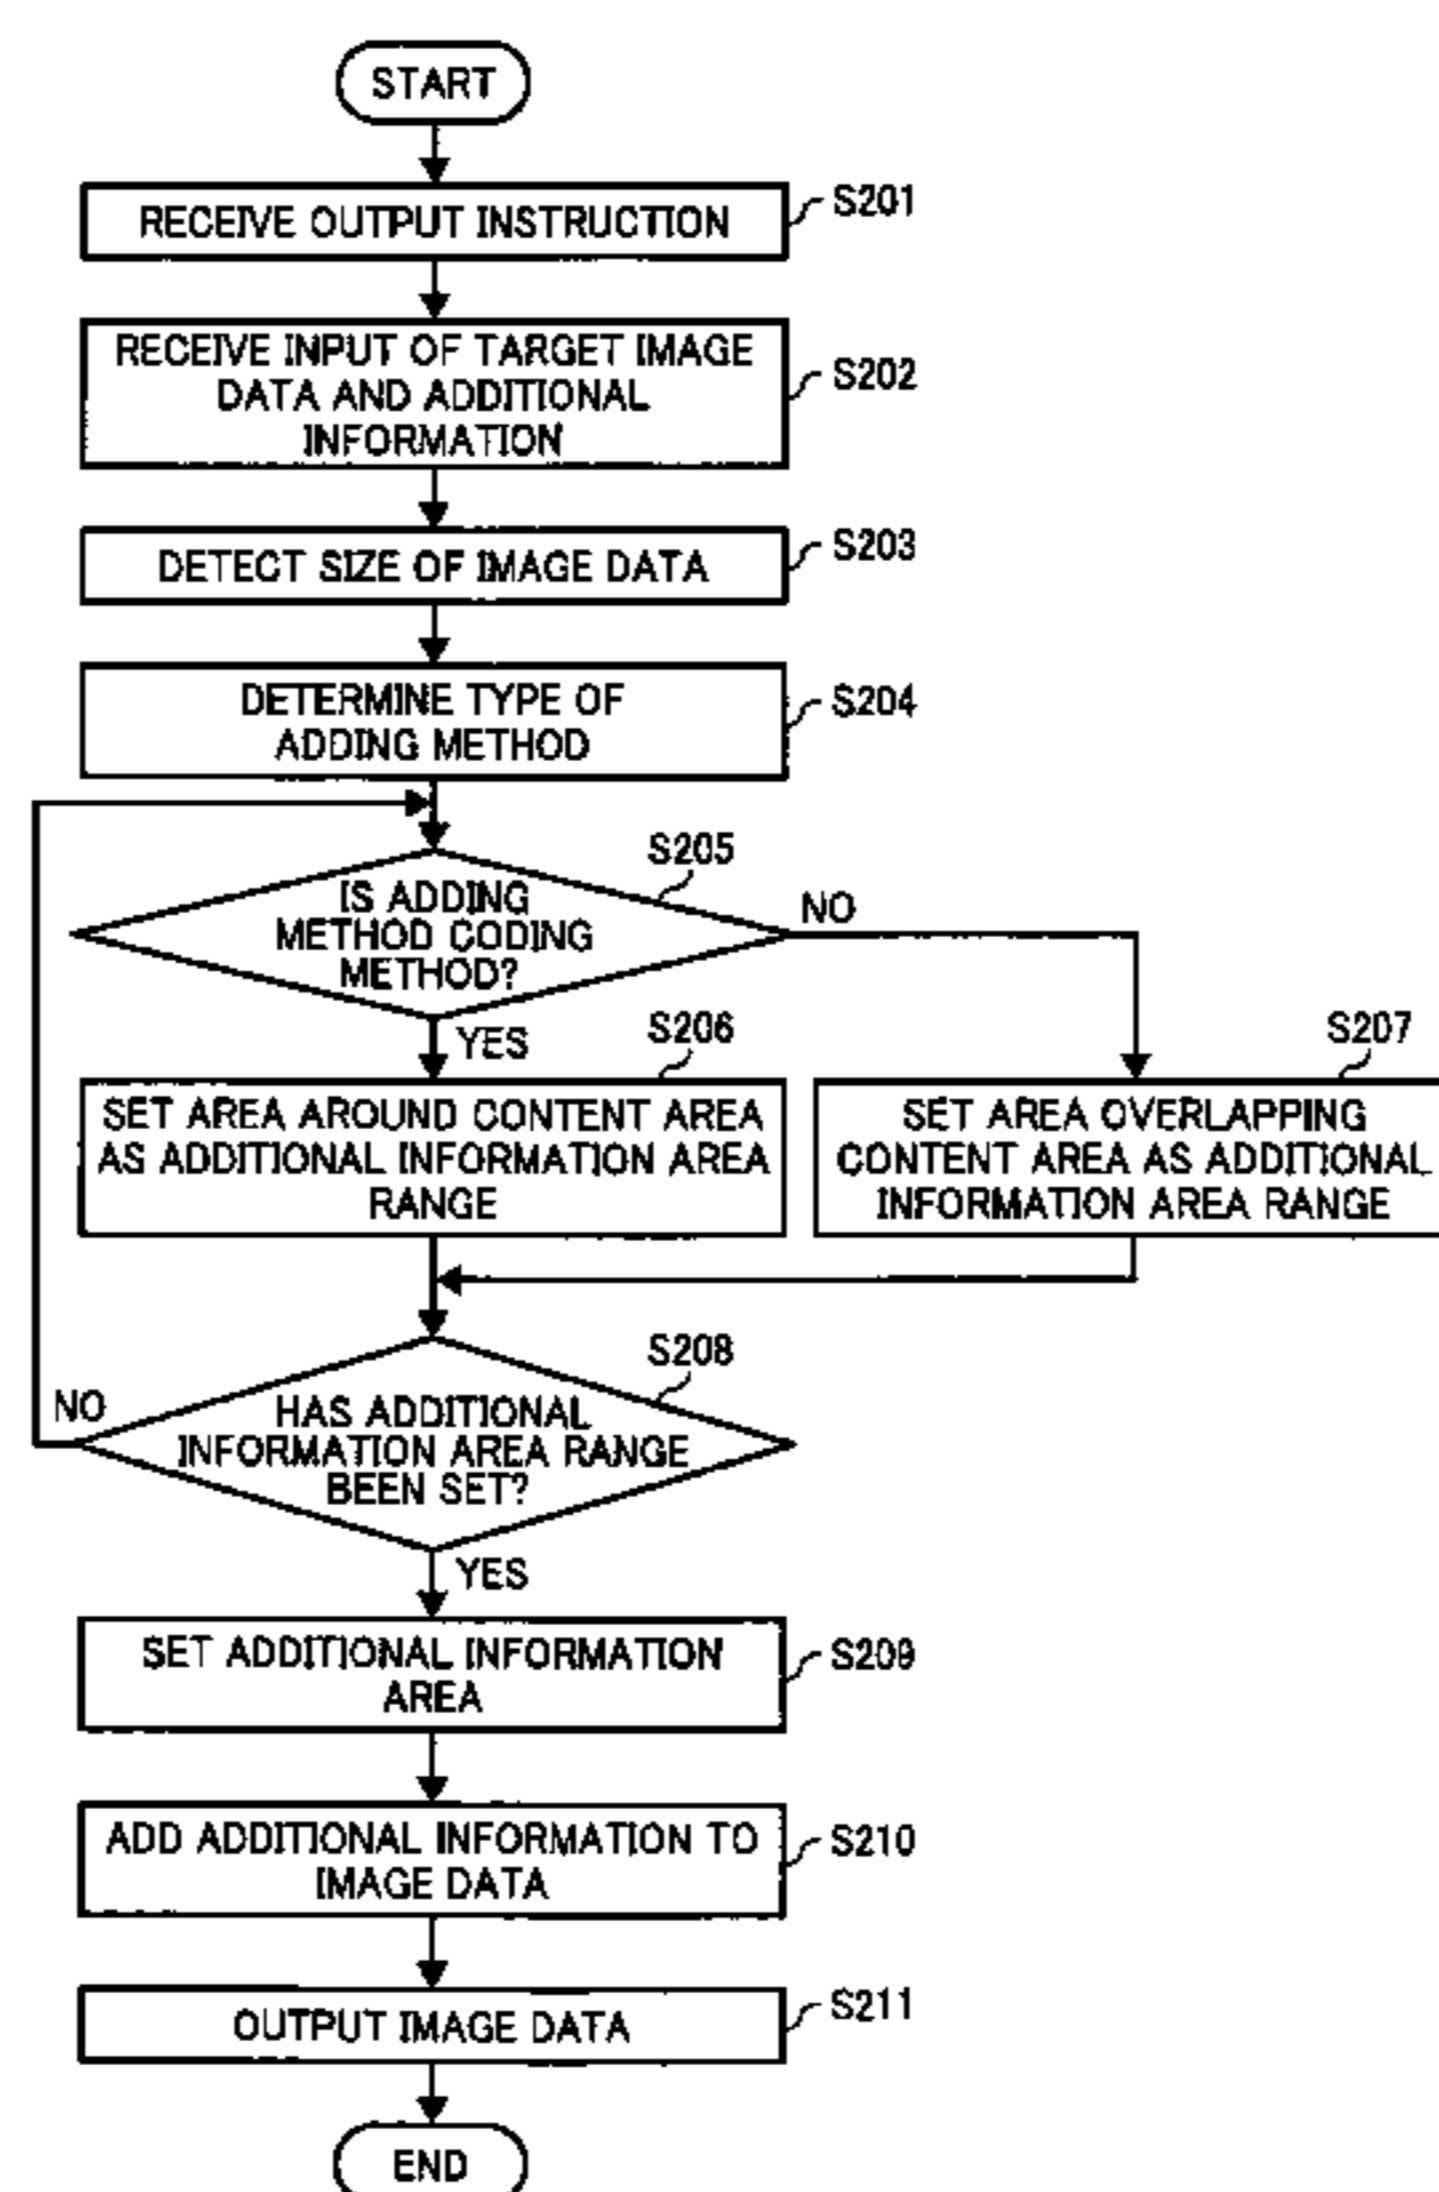 START
RECEIVE OUTPUT INSTRUCTION
S201
RECEIVE INPUT OF TARGET IMAGE
DATA AND ADDITIONAL
INFORMATION
S202
DETECT SIZE OF IMAGE DATA
S203
DETERMINE TYPE OF
ADDING METHOD
S204
S205
IS ADDING
METHOD CODING
METHOD?
NO
YES
S206
SET AREA AROUND CONTENT AREA
AS ADDITIONAL INFORMATION AREA
RANGE
S207
SET AREA OVERLAPPING
CONTENT AREA AS ADDITIONAL
INFORMATION AREA RANGE
S208
NO
HAS ADDITIONAL
INFORMATION AREA RANGE
BEEN SET?
YES
SET ADDITIONAL INFORMATION
AREA
S209
ADD ADDITIONAL INFORMATION TO
IMAGE DATA
S210
OUTPUT IMAGE DATA
S211
END